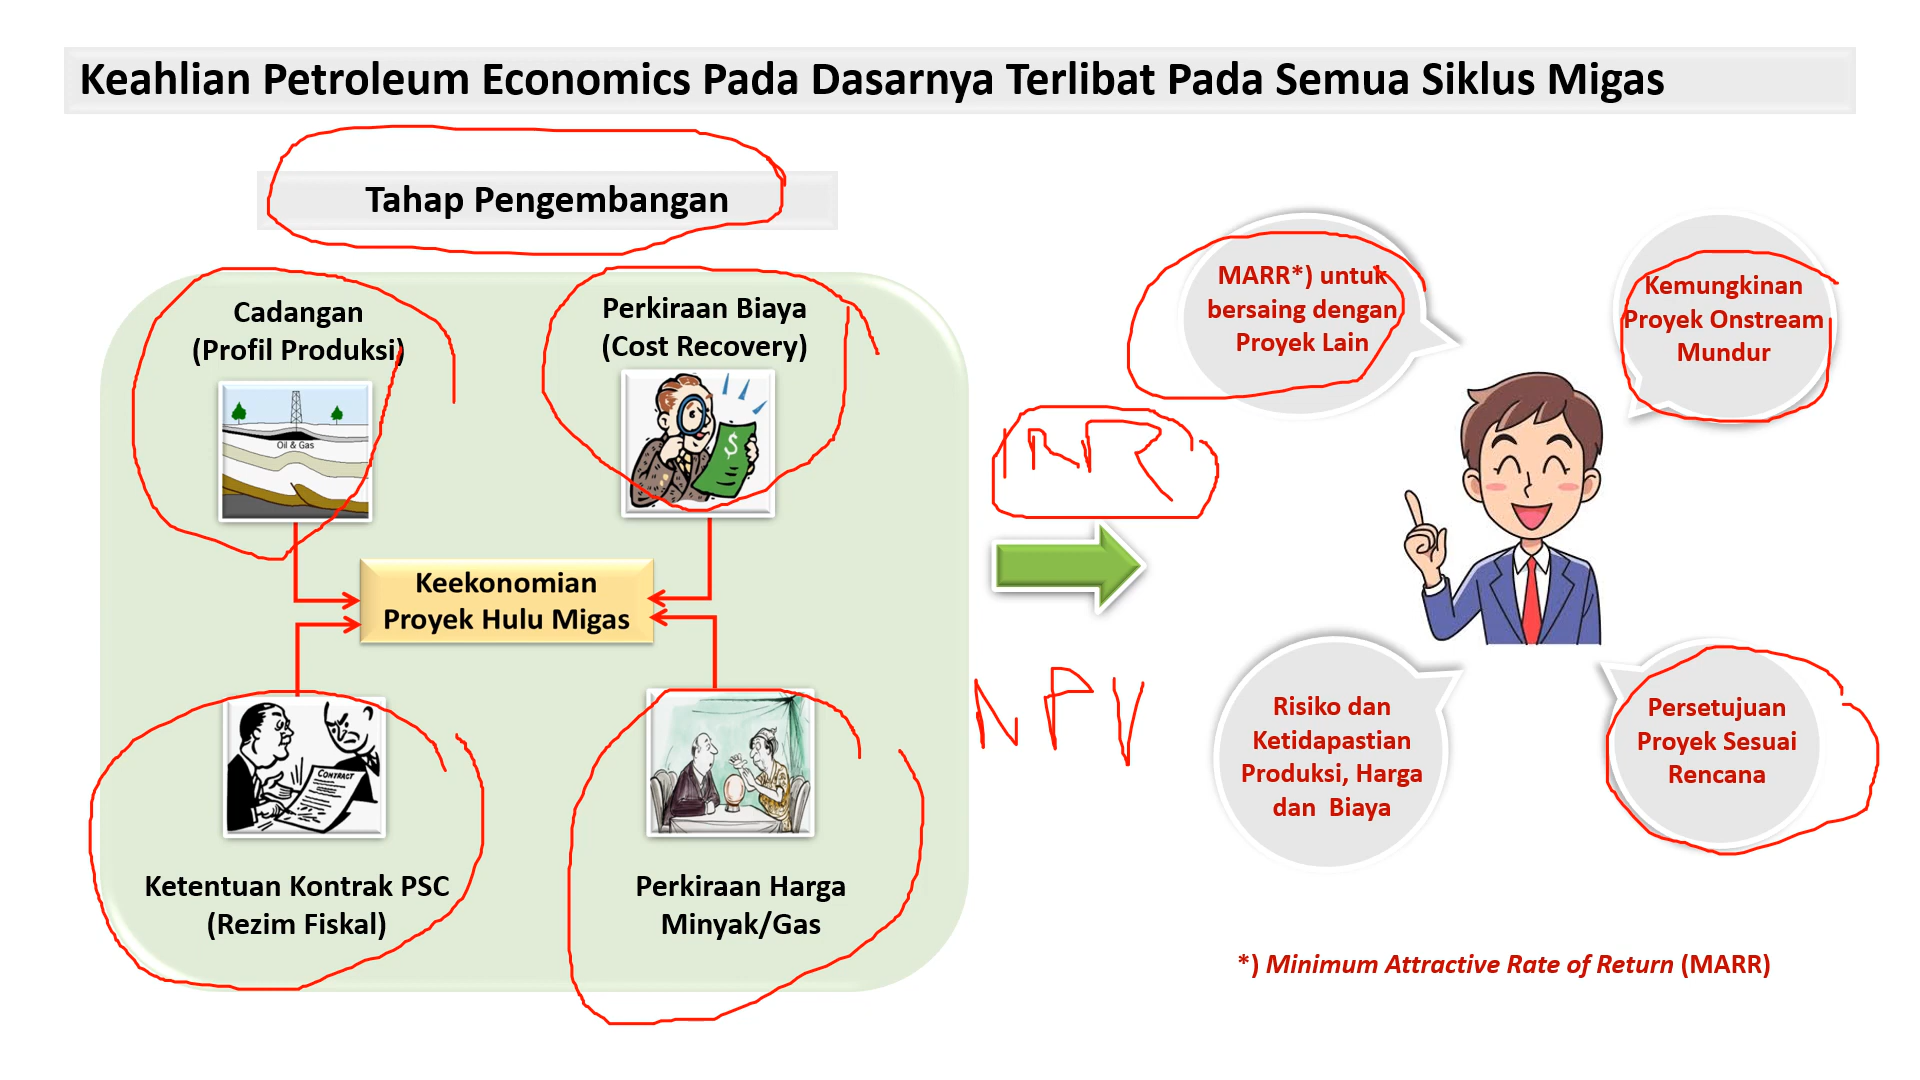 Keahlian Petroleum Economics Pada Dasarnya Terlibat Pada Semua Siklus Migas
Tahap Pengembangan
Cadangan
(Profil Produksi)
Oil & Gas
Perkiraan Biaya
(Cost Recovery)
$
Keekonomian
Proyek Hulu Migas
CONTRACT
Ketentuan Kontrak PSC
(Rezim Fiskal)
Perkiraan Harga
Minyak/Gas
IRR
NPV
MARR*) untuk
bersaing dengan
Proyek Lain
Kemungkinan
Proyek Onstream
Mundur
Risiko dan
Ketidapastian
Produksi, Harga
dan Biaya
Persetujuan
Proyek Sesuai
Rencana
*) Minimum Attractive Rate of Return (MARR)